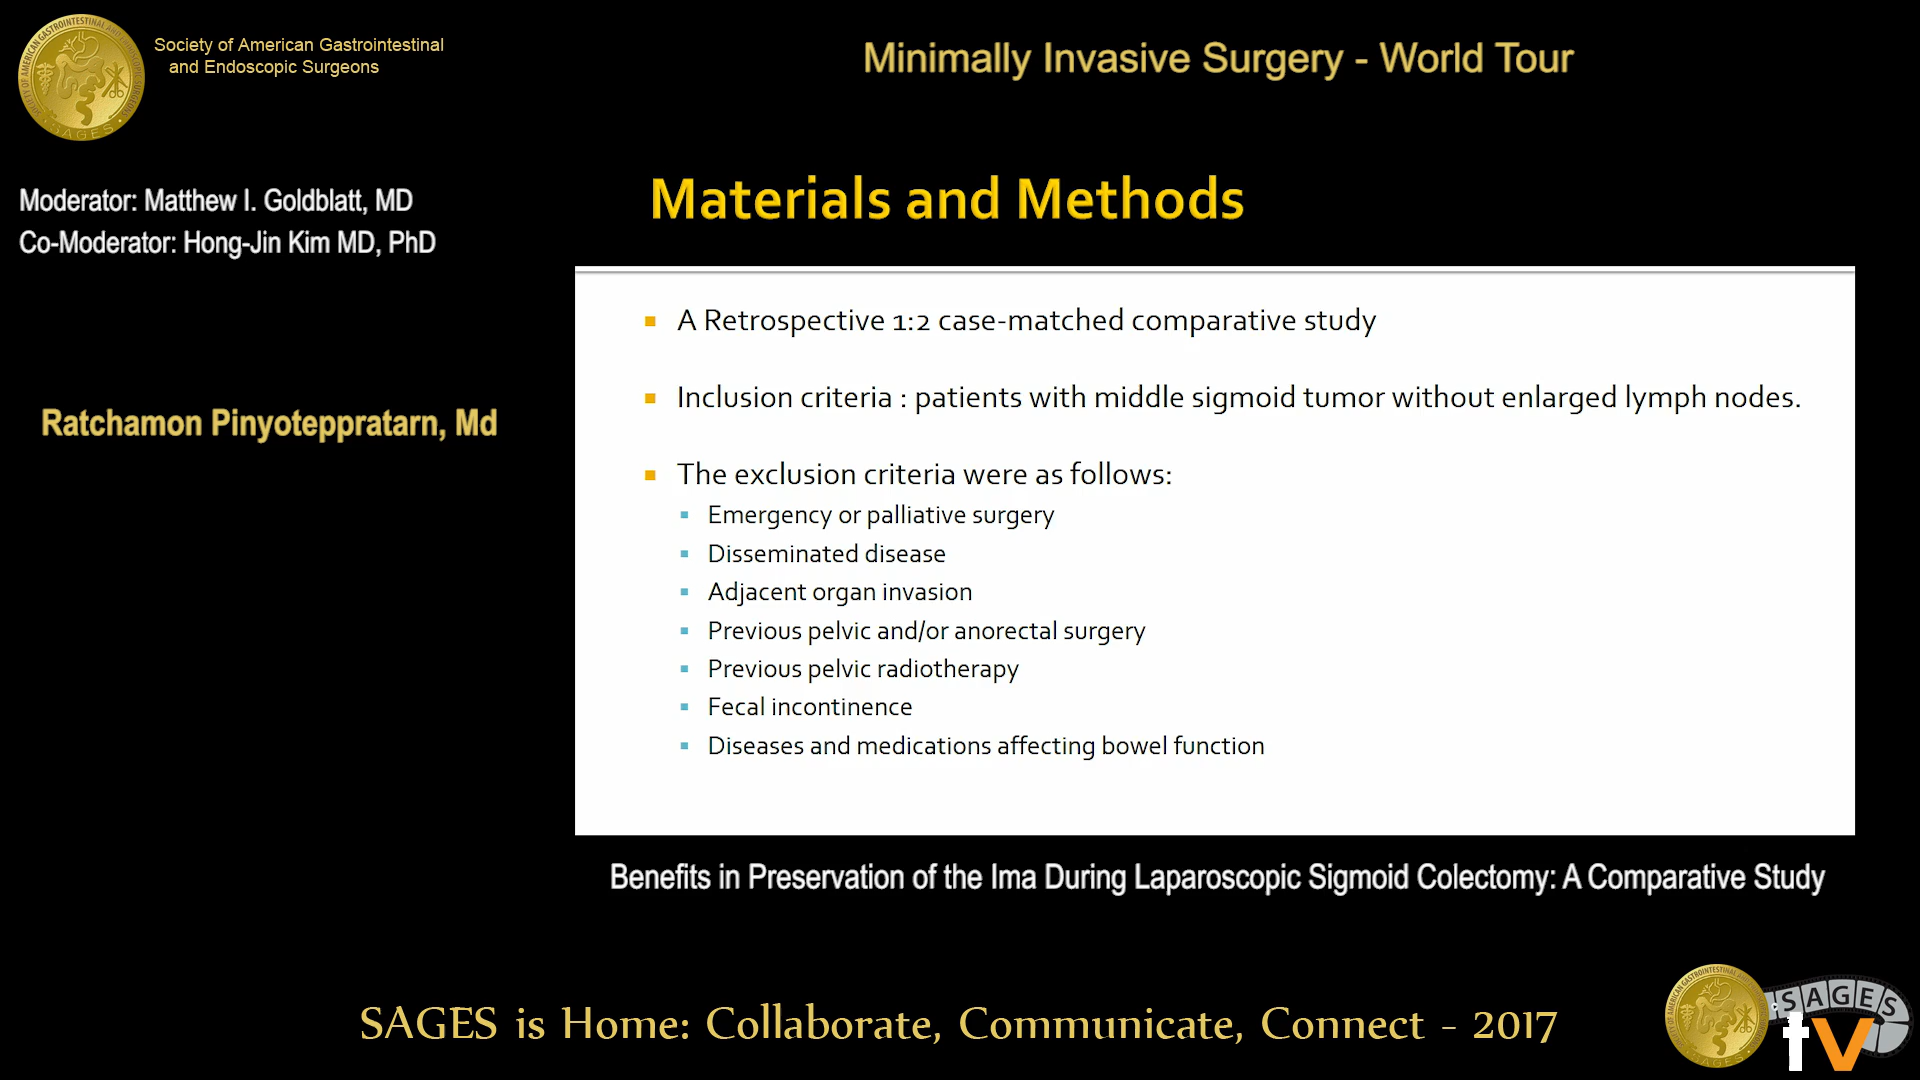 Society of American Gastrointestinal
and Endoscopic Surgeons
Minimally Invasive Surgery - World Tour
Moderator: Matthew I. Goldblatt, MD
Co-Moderator: Hong-Jin Kim MD, PhD
Ratchamon Pinyoteppratarn, Md
Materials and Methods
A Retrospective 1:2 case-matched comparative study
Inclusion criteria : patients with middle sigmoid tumor without enlarged lymph nodes.
The exclusion criteria were as follows:
Emergency or palliative surgery
Disseminated disease
Adjacent organ invasion
Previous pelvic and/or anorectal surgery
Previous pelvic radiotherapy
Fecal incontinence
Diseases and medications affecting bowel function
Benefits in Preservation of the Ima During Laparoscopic Sigmoid Colectomy: A Comparative Study
SAGES is Home: Collaborate, Communicate, Connect - 2017
SAGES
tv